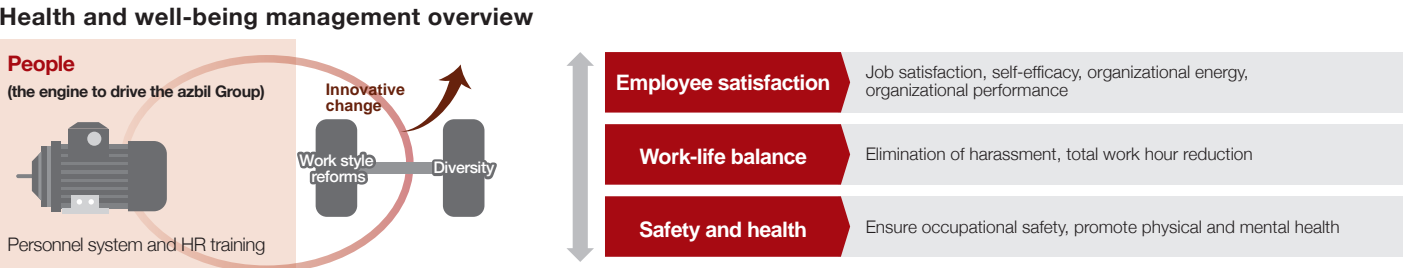 Health and well-being management overview
People
(the engine to drive the azbil Group)
Personnel system and HR training
Innovative
change
Work style
reforms
Diversity
Employee satisfaction
Job satisfaction, self-efficacy, organizational energy,
organizational performance
Work-life balance
Elimination of harassment, total work hour reduction
Safety and health
Ensure occupational safety, promote physical and mental health